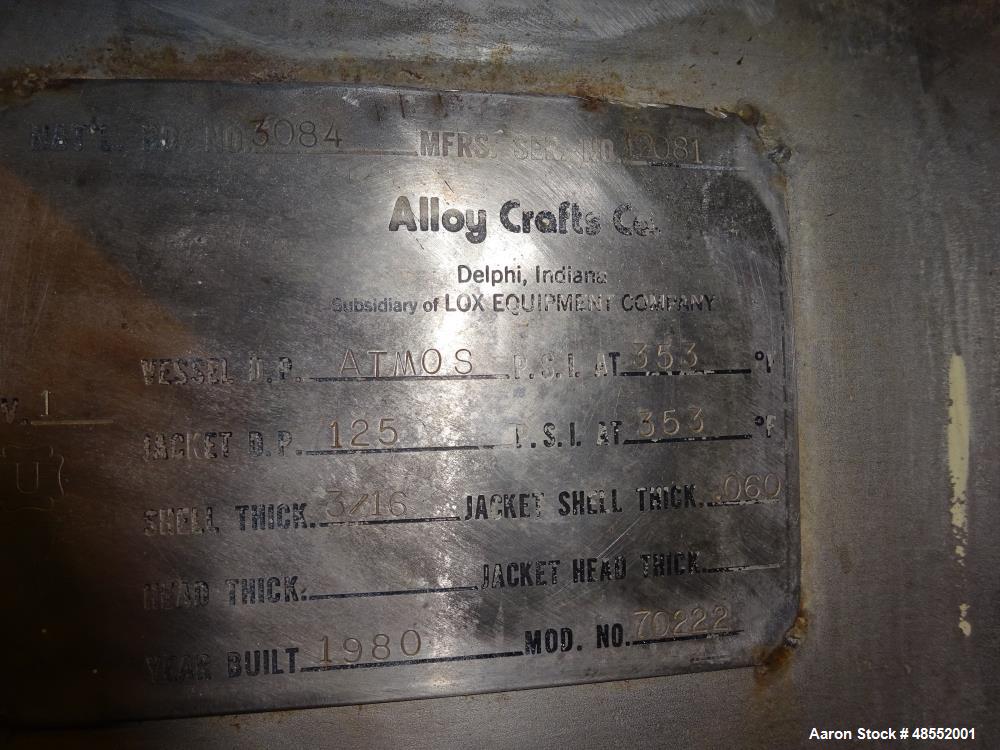 NAT'L. BD. NO. 3084 MFRS. SER. NO. 12081
Alloy Crafts Co.
Delphi, Indiana
Subsidiary of LOX EQUIPMENT COMPANY
VESSEL D.P. ATMOS P.S.I. AT 353 °F
1
JACKET D.P. 125 P.S.I. AT 353 °F
U
SHELL THICK. 3/16 JACKET SHELL THICK. .060
HEAD THICK. JACKET HEAD THICK.
YEAR BUILT 1980 MOD. NO. 70222
Aaron Stock # 48552001